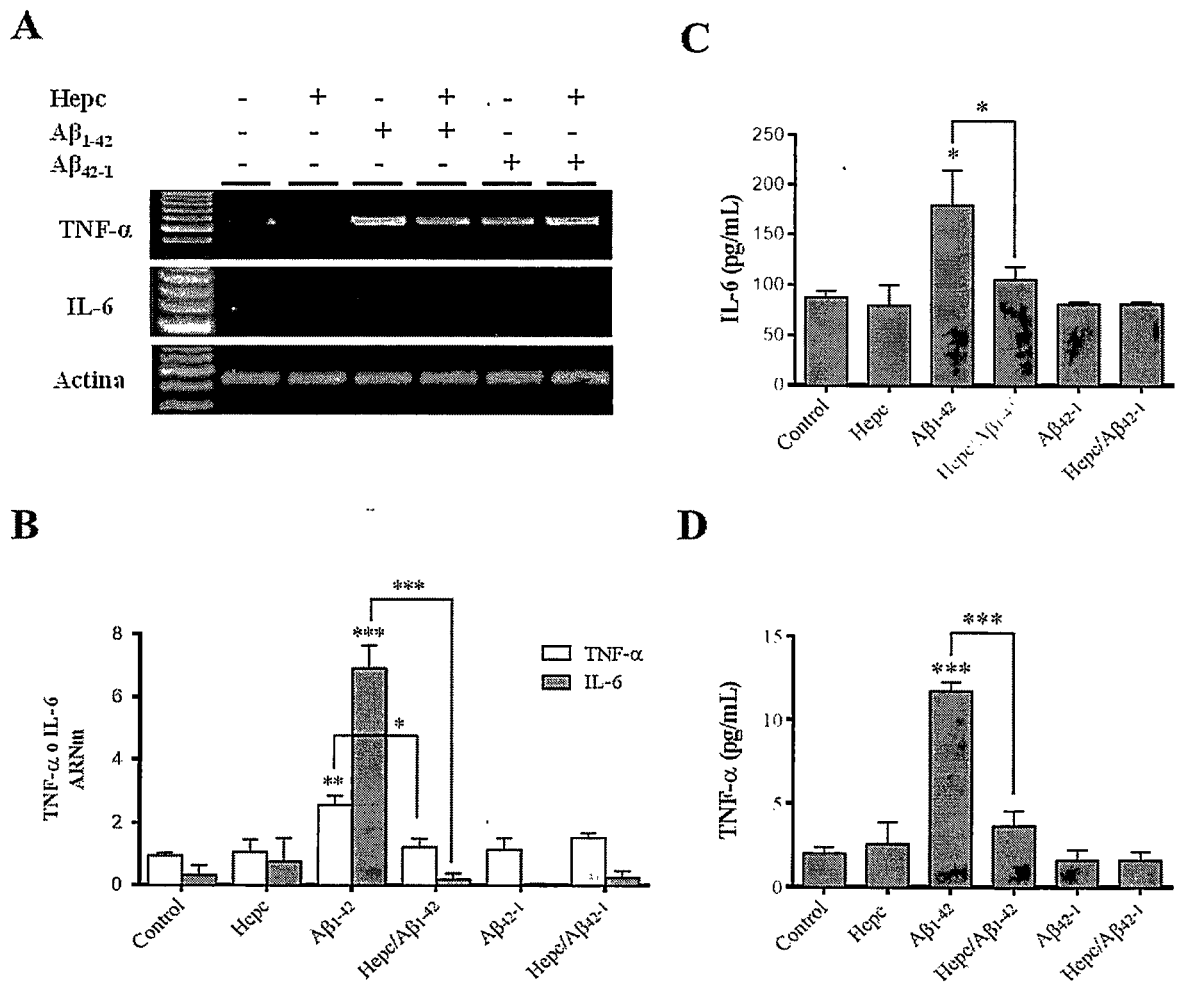 A
Hepc - + - + - +
Aβ1-42 - - + + - -
Aβ42-1 - - - - + +
TNF-α
IL-6
Actina
B
TNF-α o IL-6
ARNm
8
6
4
2
0
***
***
*
**
TNF-α
IL-6
Control
Hepc
Aβ1-42
Hepc/Aβ1-42
Aβ42-1
Hepc/Aβ42-1
C
IL-6 (pg/mL)
250
200
150
100
50
0
*
*
Control
Hepc
Aβ1-42
Hepc/Aβ1-42
Aβ42-1
Hepc/Aβ42-1
D
TNF-α (pg/mL)
15
10
5
0
***
***
Control
Hepc
Aβ1-42
Hepc/Aβ1-42
Aβ42-1
Hepc/Aβ42-1